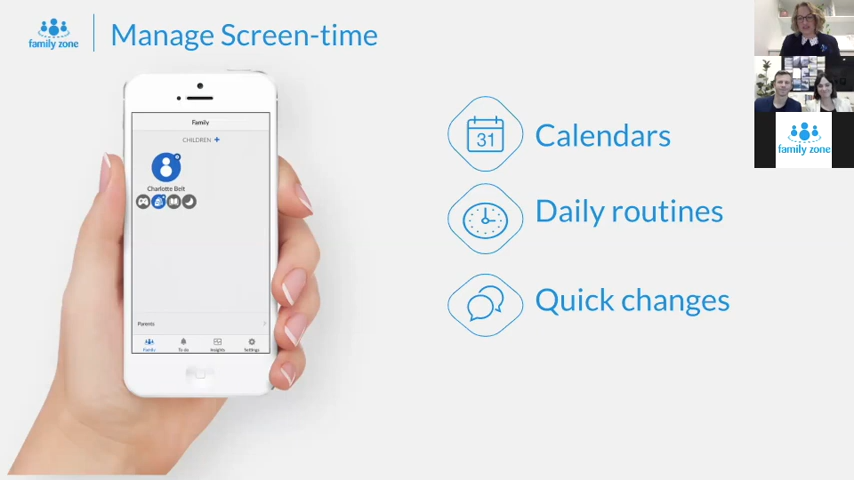 family zone
Manage Screen-time
Family
CHILDREN +
Charlotte Belt
Parents
Family
To do
Insights
Settings
31
Calendars
Daily routines
Quick changes
family zone